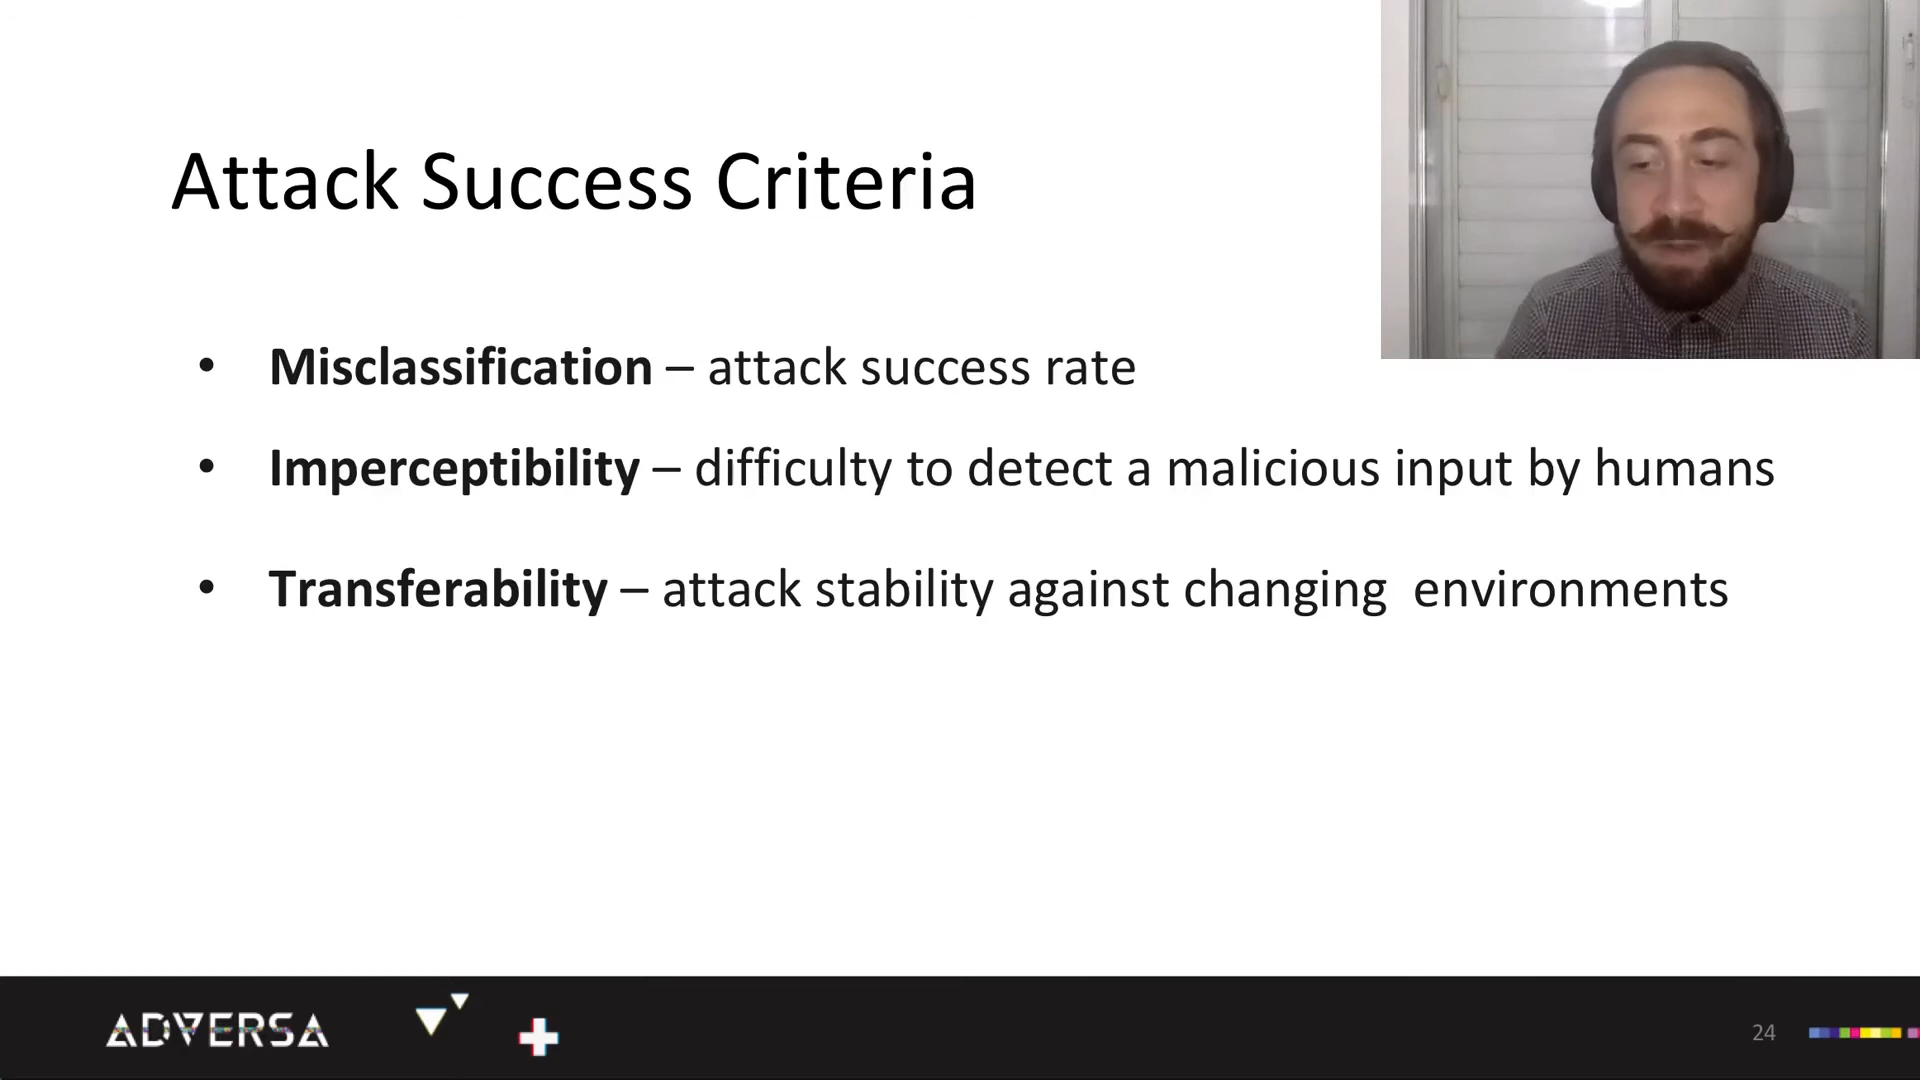 Attack Success Criteria
• Misclassification – attack success rate
• Imperceptibility – difficulty to detect a malicious input by humans
• Transferability – attack stability against changing  environments
ADVERSA
24